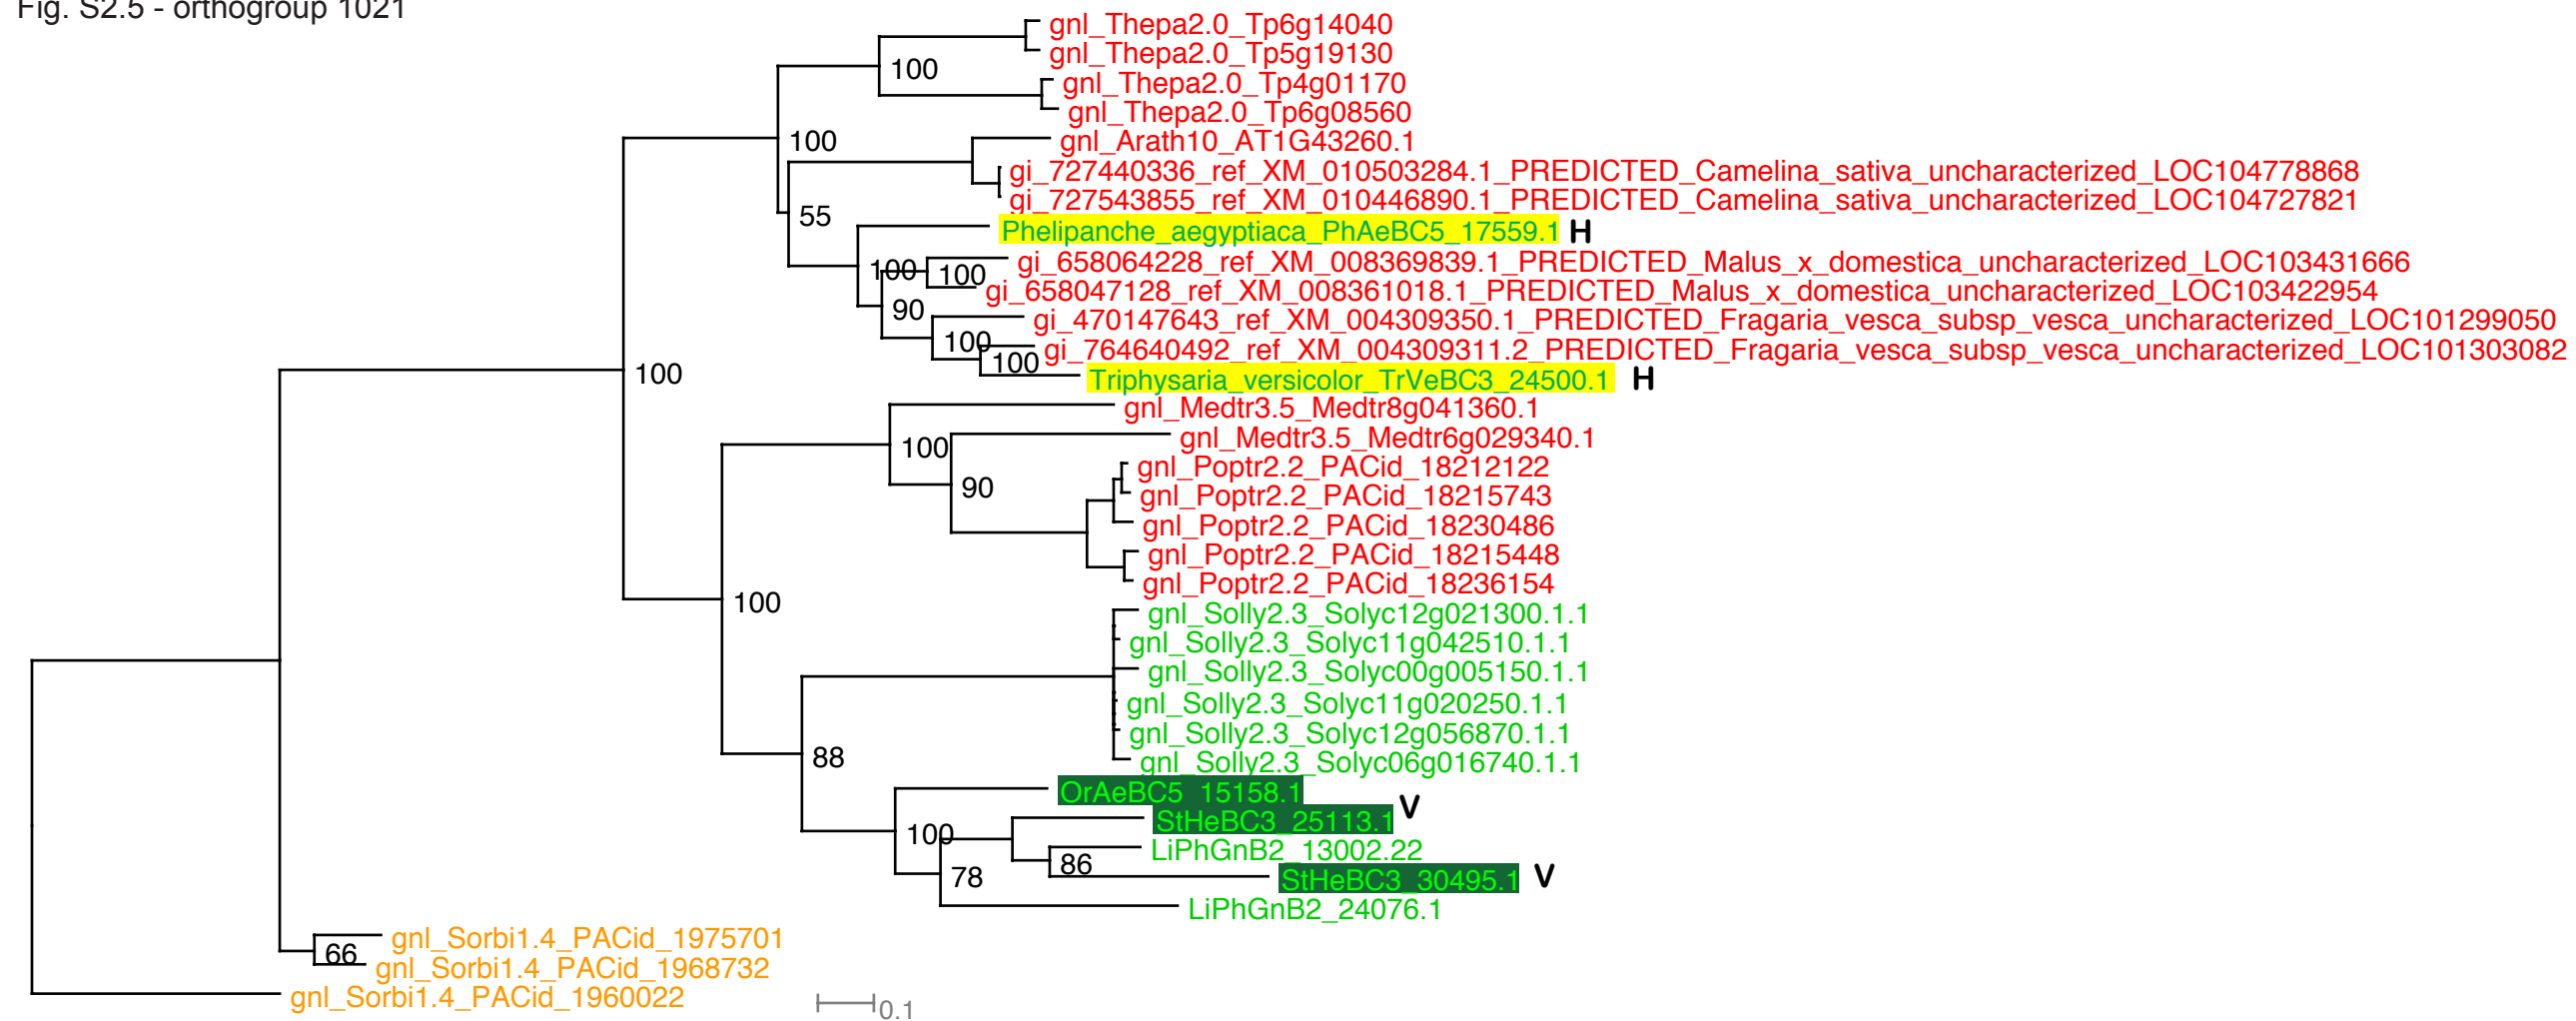 Fig. S2.5 - orthogroup 1021
gnl_Thepa2.0_Tp6g14040
gnl_Thepa2.0_Tp5g19130
100
gnl_Thepa2.0_Tp4g01170
gnl_Thepa2.0_Tp6g08560
100
gnl_Arath10_AT1G43260.1
gi_727440336_ref_XM_010503284.1_PREDICTED_Camelina_sativa_uncharacterized_LOC104778868
gi_727543855_ref_XM_010446890.1_PREDICTED_Camelina_sativa_uncharacterized_LOC104727821
55
Phelipanche_aegyptiaca_PhAeBC5_17559.1 H
gi_658064228_ref_XM_008369839.1_PREDICTED_Malus_x_domestica_uncharacterized_LOC103431666
100
100
gi_658047128_ref_XM_008361018.1_PREDICTED_Malus_x_domestica_uncharacterized_LOC103422954
90
gi_470147643_ref_XM_004309350.1_PREDICTED_Fragaria_vesca_subsp_vesca_uncharacterized_LOC101299050
100
gi_764640492_ref_XM_004309311.2_PREDICTED_Fragaria_vesca_subsp_vesca_uncharacterized_LOC101303082
100
Triphysaria_versicolor_TrVeBC3_24500.1 H
100
gnl_Medtr3.5_Medtr8g041360.1
gnl_Medtr3.5_Medtr6g029340.1
100
gnl_Poptr2.2_PACid_18212122
90
gnl_Poptr2.2_PACid_18215743
gnl_Poptr2.2_PACid_18230486
gnl_Poptr2.2_PACid_18215448
gnl_Poptr2.2_PACid_18236154
100
gnl_Solly2.3_Solyc12g021300.1.1
gnl_Solly2.3_Solyc11g042510.1.1
gnl_Solly2.3_Solyc00g005150.1.1
gnl_Solly2.3_Solyc11g020250.1.1
gnl_Solly2.3_Solyc12g056870.1.1
88
gnl_Solly2.3_Solyc06g016740.1.1
OrAeBC5_15158.1
V
StHeBC3_25113.1
100
LiPhGnB2_13002.22
86
78
StHeBC3_30495.1 V
LiPhGnB2_24076.1
gnl_Sorbi1.4_PACid_1975701
66
gnl_Sorbi1.4_PACid_1968732
gnl_Sorbi1.4_PACid_1960022
0.1